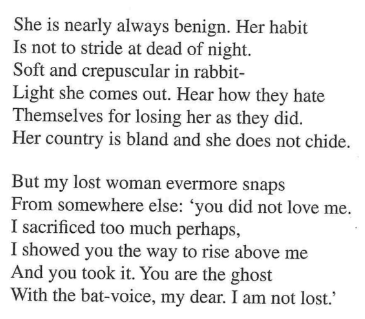 She is nearly always benign. Her habit
Is not to stride at dead of night.
Soft and crepuscular in rabbit-
Light she comes out. Hear how they hate
Themselves for losing her as they did.
Her country is bland and she does not chide.

But my lost woman evermore snaps
From somewhere else: ‘you did not love me.
I sacrificed too much perhaps,
I showed you the way to rise above me
And you took it. You are the ghost
With the bat-voice, my dear. I am not lost.’